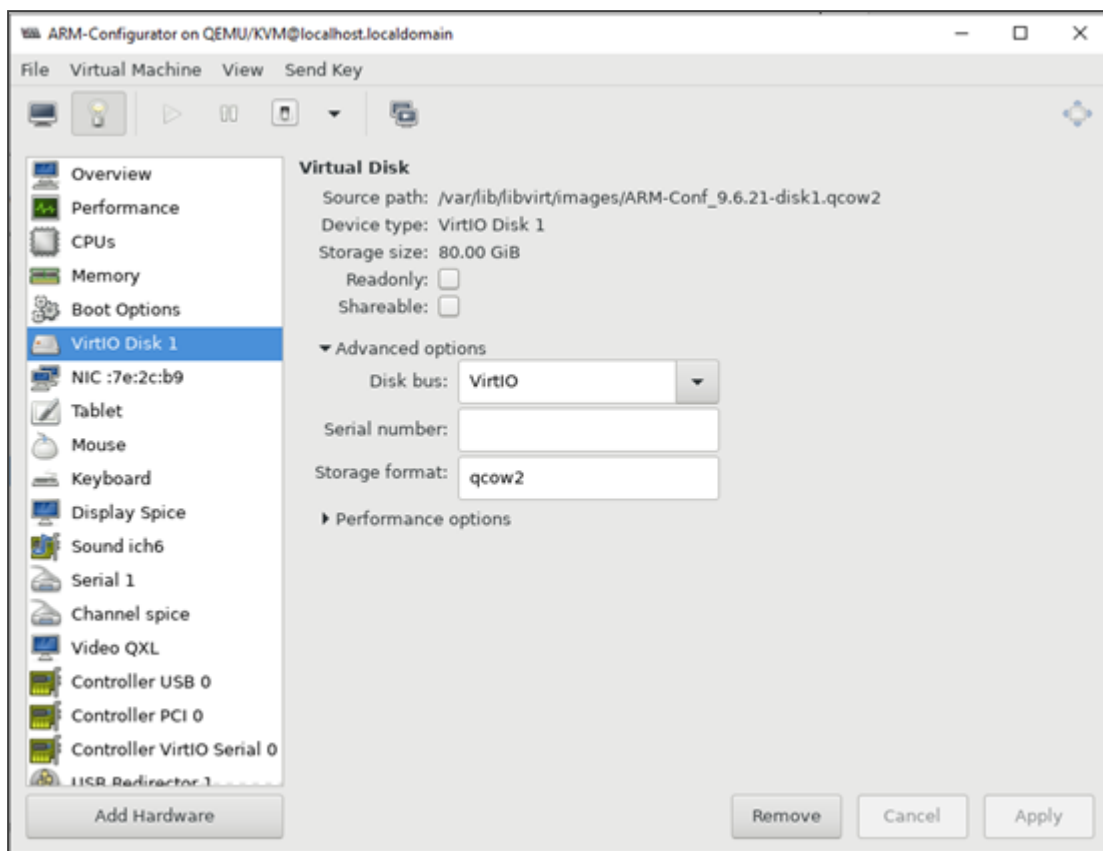 ARM-Configurator on QEMU/KVM@localhost.localdomain
File Virtual Machine View Send Key
Overview
Performance
CPUs
Memory
Boot Options
VirtIO Disk 1
NIC :7e:2c:b9
Tablet
Mouse
Keyboard
Display Spice
Sound ich6
Serial 1
Channel spice
Video QXL
Controller USB 0
Controller PCI 0
Controller VirtIO Serial 0
USB Redirector 1
Add Hardware
Virtual Disk
Source path: /var/lib/libvirt/images/ARM-Conf_9.6.21-disk1.qcow2
Device type: VirtIO Disk 1
Storage size: 80.00 GiB
Readonly:
Shareable:
Advanced options
Disk bus: VirtIO
Serial number:
Storage format: qcow2
Performance options
Remove Cancel Apply